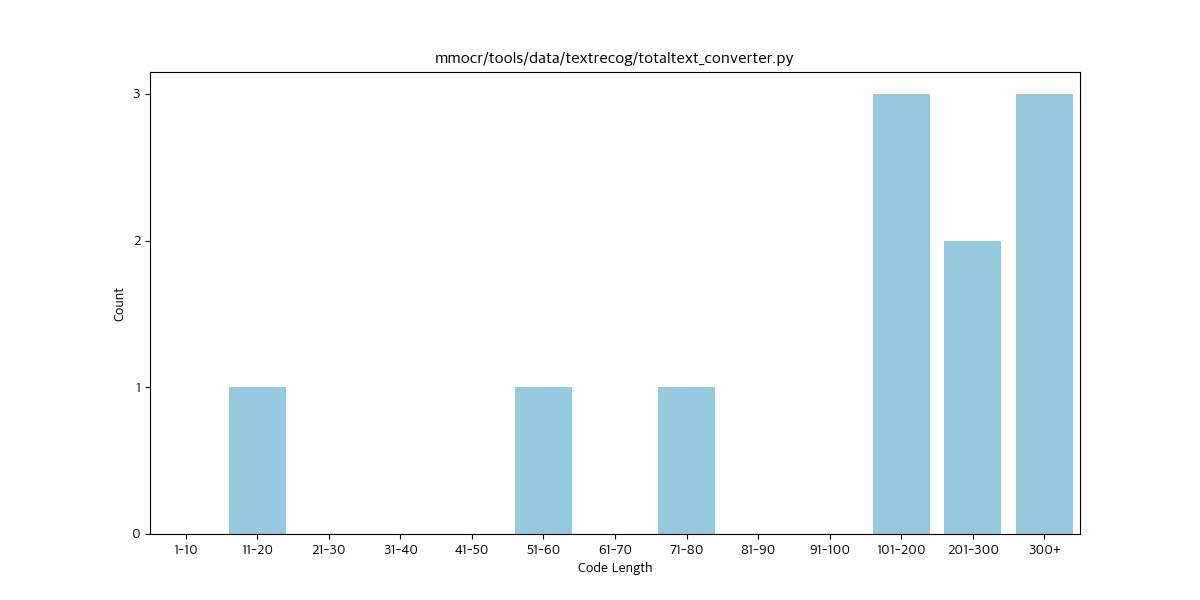 mmocr/tools/data/textrecog/totaltext_converter.py
3
2
1
0
Count
1-10 11-20 21-30 31-40 41-50 51-60 61-70 71-80 81-90 91-100 101-200 201-300 300+
Code Length